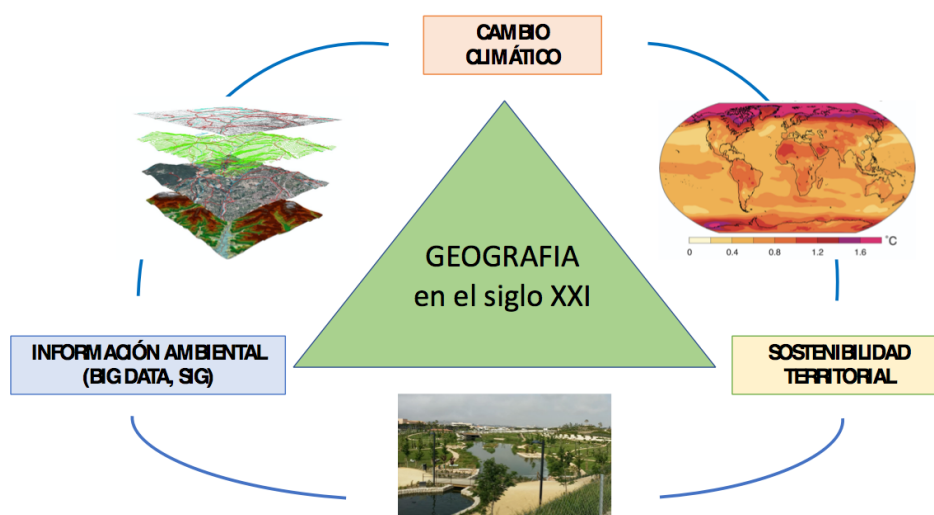 CAMBIO
CLIMÁTICO
°C
0 0.4 0.8 1.2 1.6
GEOGRAFIA
en el siglo XXI
INFORMACIÓN AMBIENTAL
(BIG DATA, SIG)
SOSTENIBILIDAD
TERRITORIAL